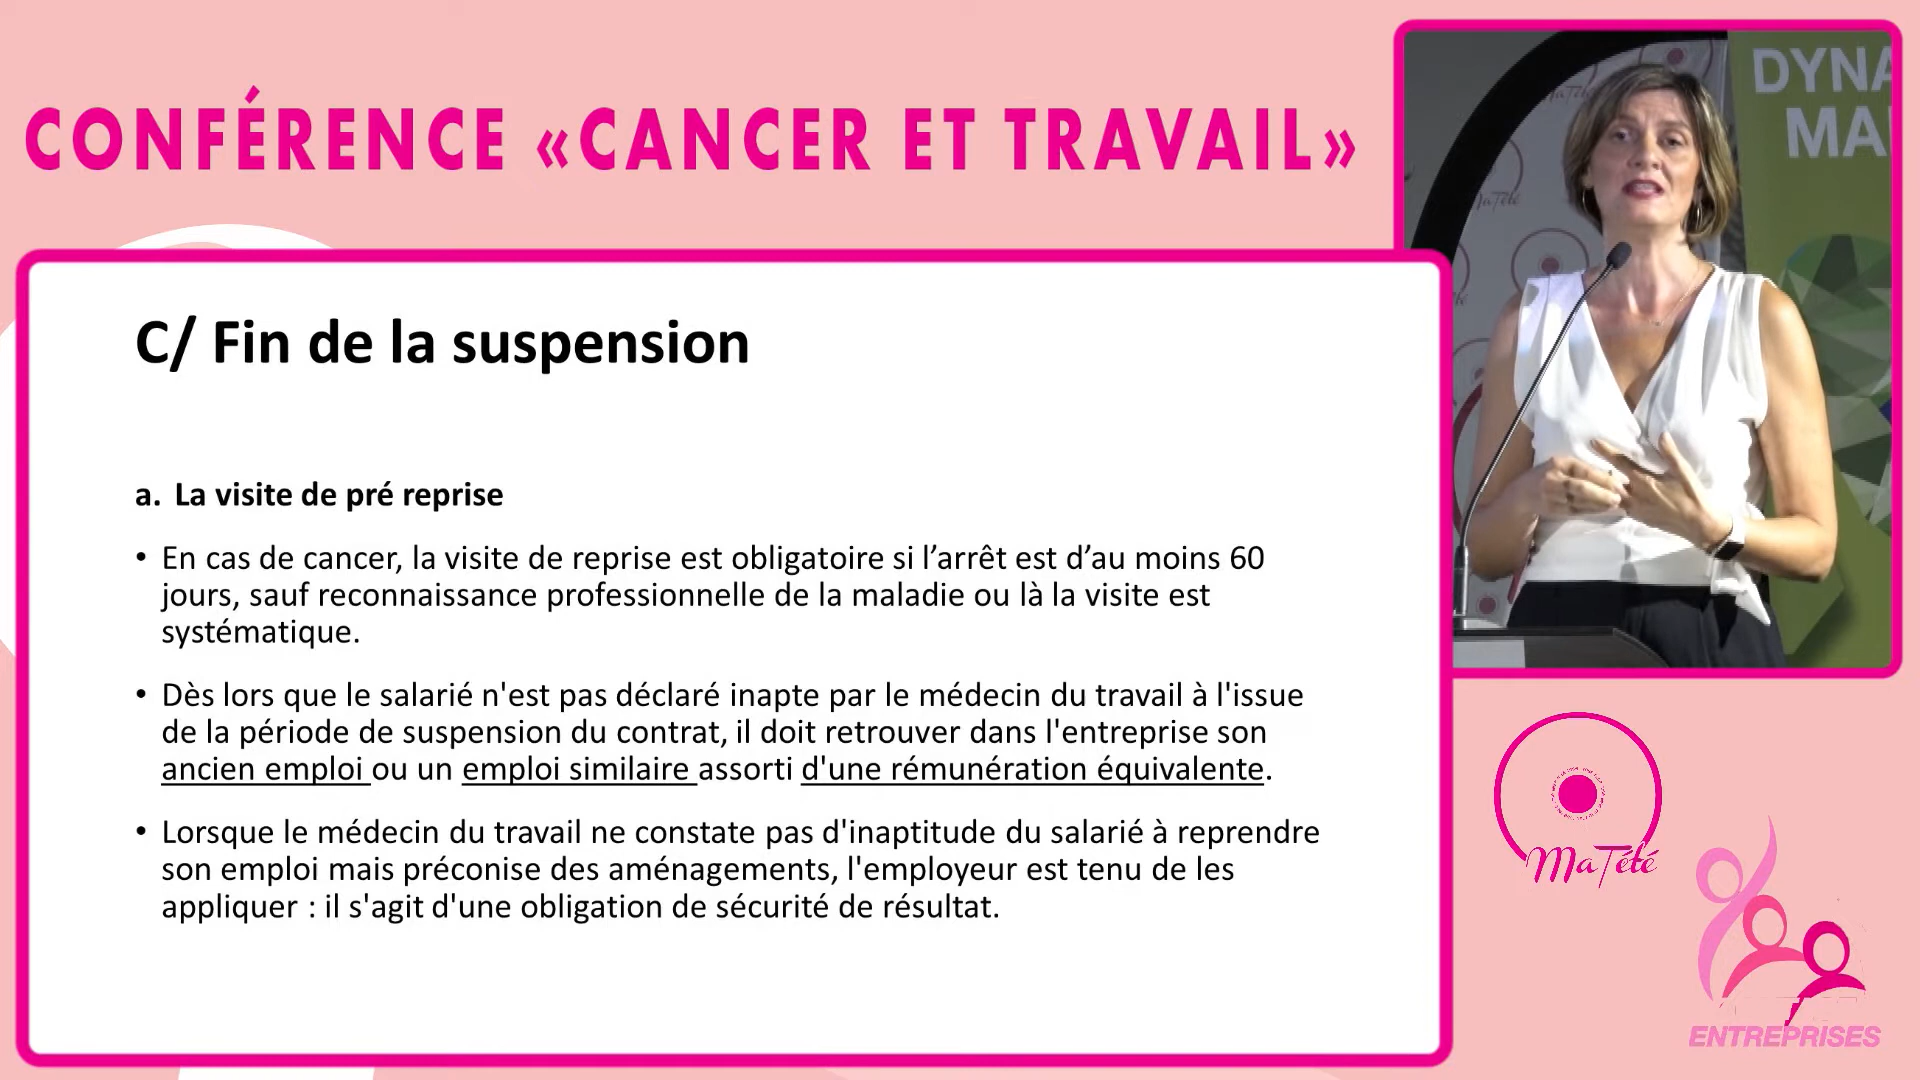 CONFÉRENCE «CANCER ET TRAVAIL»
DYNA
MA
MaTété
C/ Fin de la suspension
a. La visite de pré reprise
• En cas de cancer, la visite de reprise est obligatoire si l’arrêt est d’au moins 60
jours, sauf reconnaissance professionnelle de la maladie ou là la visite est
systématique.
• Dès lors que le salarié n'est pas déclaré inapte par le médecin du travail à l'issue
de la période de suspension du contrat, il doit retrouver dans l'entreprise son
ancien emploi ou un emploi similaire assorti d'une rémunération équivalente.
• Lorsque le médecin du travail ne constate pas d'inaptitude du salarié à reprendre
son emploi mais préconise des aménagements, l'employeur est tenu de les
appliquer : il s'agit d'une obligation de sécurité de résultat.
MaTété
ENTREPRISES